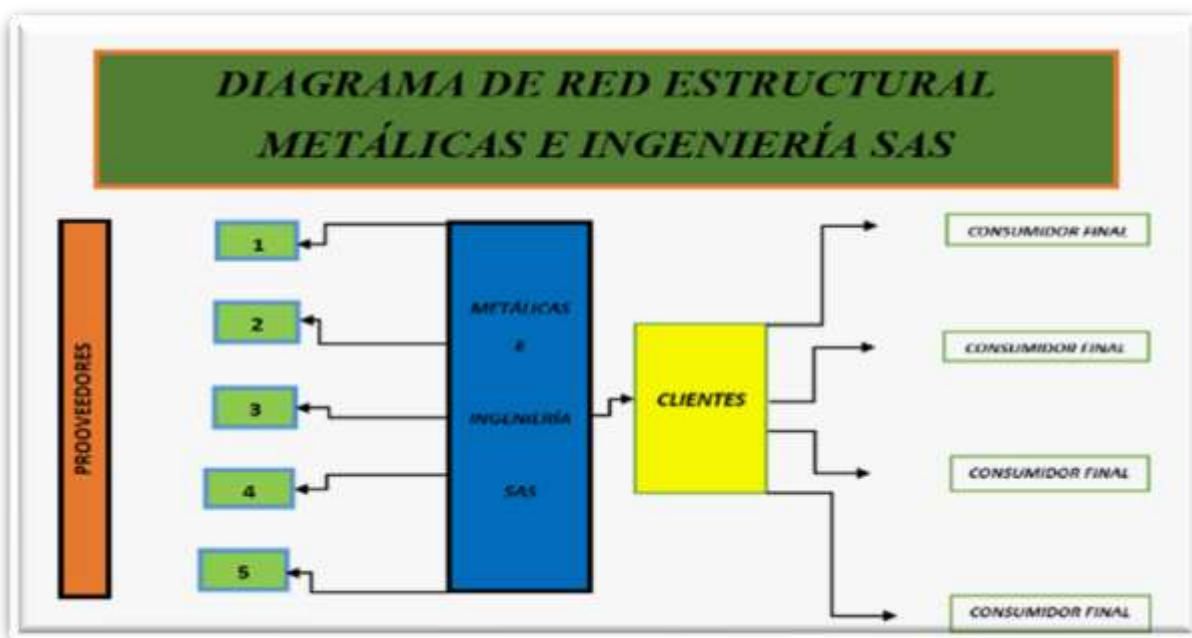 DIAGRAMA DE RED ESTRUCTURAL
METÁLICAS E INGENIERÍA SAS
PROOVEEDORES
1
2
3
4
5
METÁLICAS
E
INGENIERÍA
SAS
CLIENTES
CONSUMIDOR FINAL
CONSUMIDOR FINAL
CONSUMIDOR FINAL
CONSUMIDOR FINAL